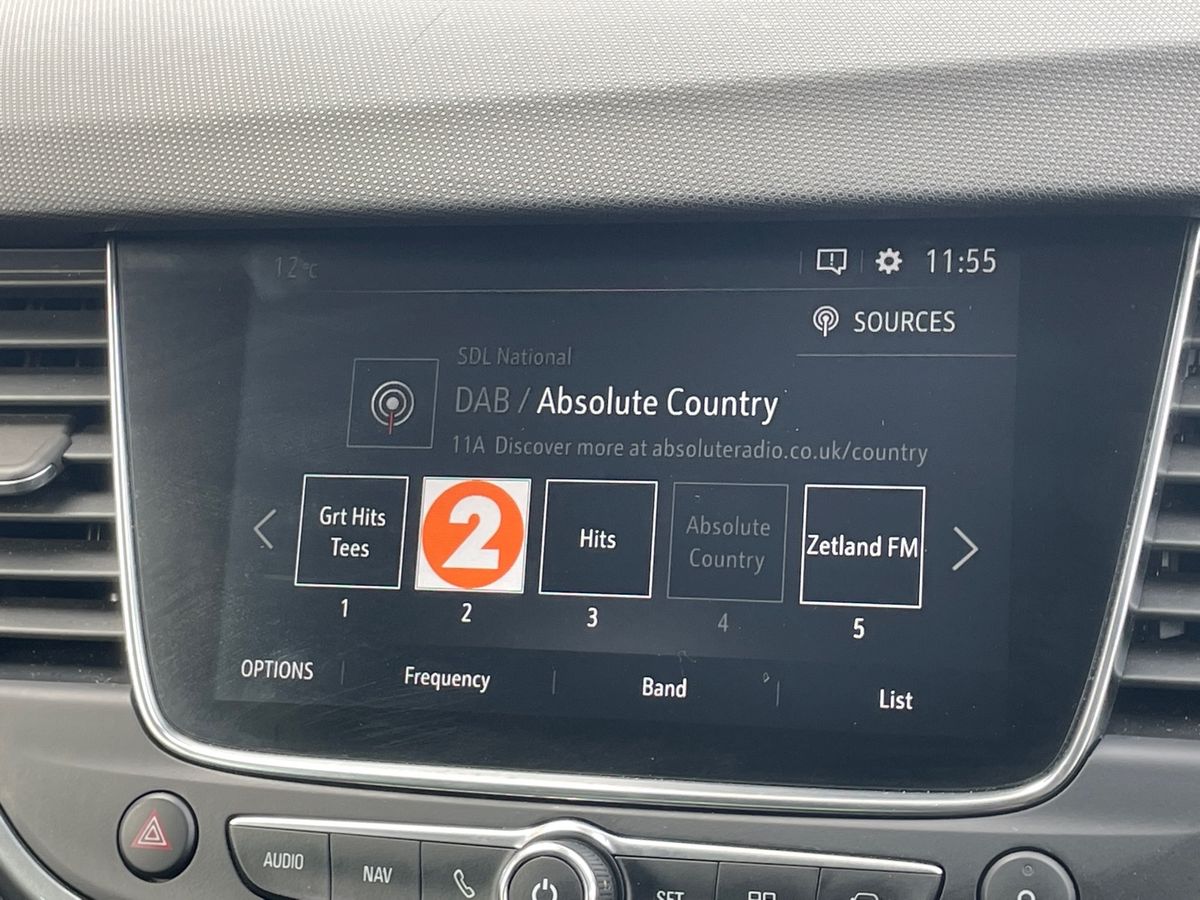 12°C
11:55
SOURCES
SDL National
DAB / Absolute Country
11A Discover more at absoluteradio.co.uk/country
Grt Hits
Tees
2
Hits
Absolute
Country
Zetland FM
1
2
3
4
5
OPTIONS
Frequency
Band
List
AUDIO
NAV
SET